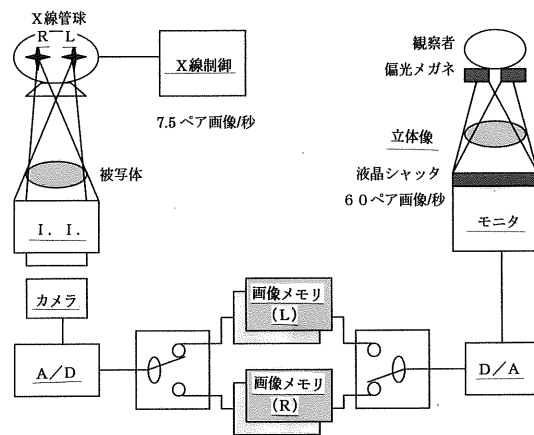 X線管球
R L
X線制御
7.5ペア画像/秒
被写体
I. I.
カメラ
A/D
画像メモリ
(L)
画像メモリ
(R)
観察者
偏光メガネ
立体像
液晶シャッタ
60ペア画像/秒
モニタ
D/A